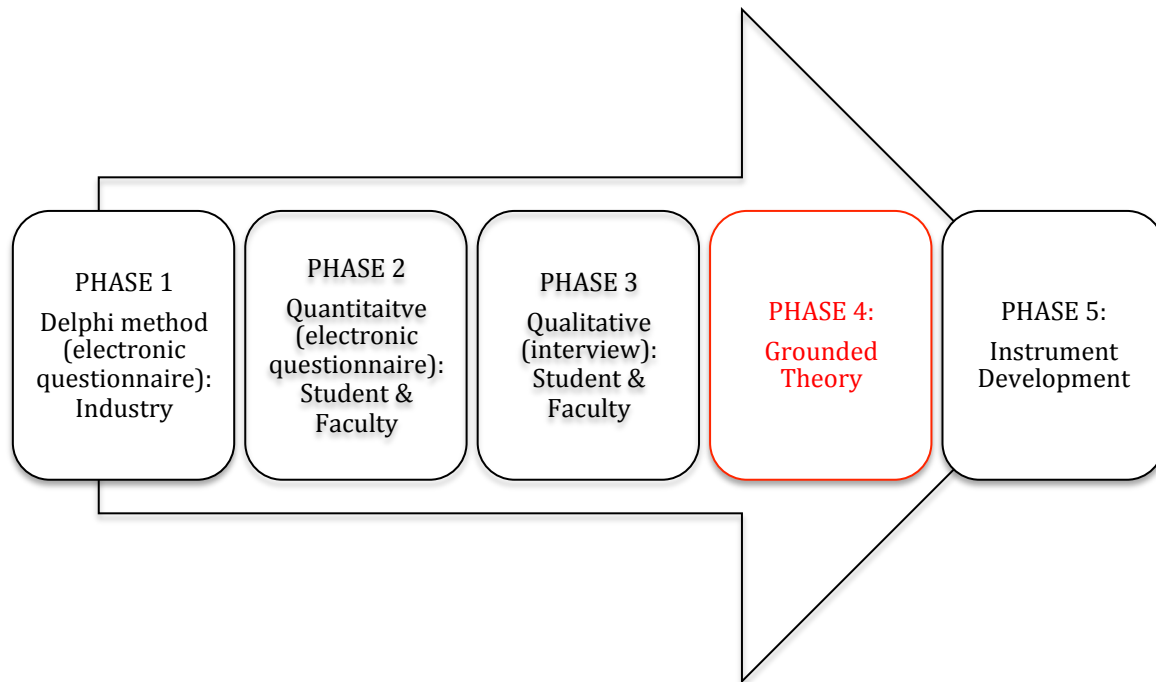 PHASE 1
Delphi method
(electronic
questionnaire):
Industry
PHASE 2
Quantitaitve
(electronic
questionnaire):
Student &
Faculty
PHASE 3
Qualitative
(interview):
Student &
Faculty
PHASE 4:
Grounded
Theory
PHASE 5:
Instrument
Development